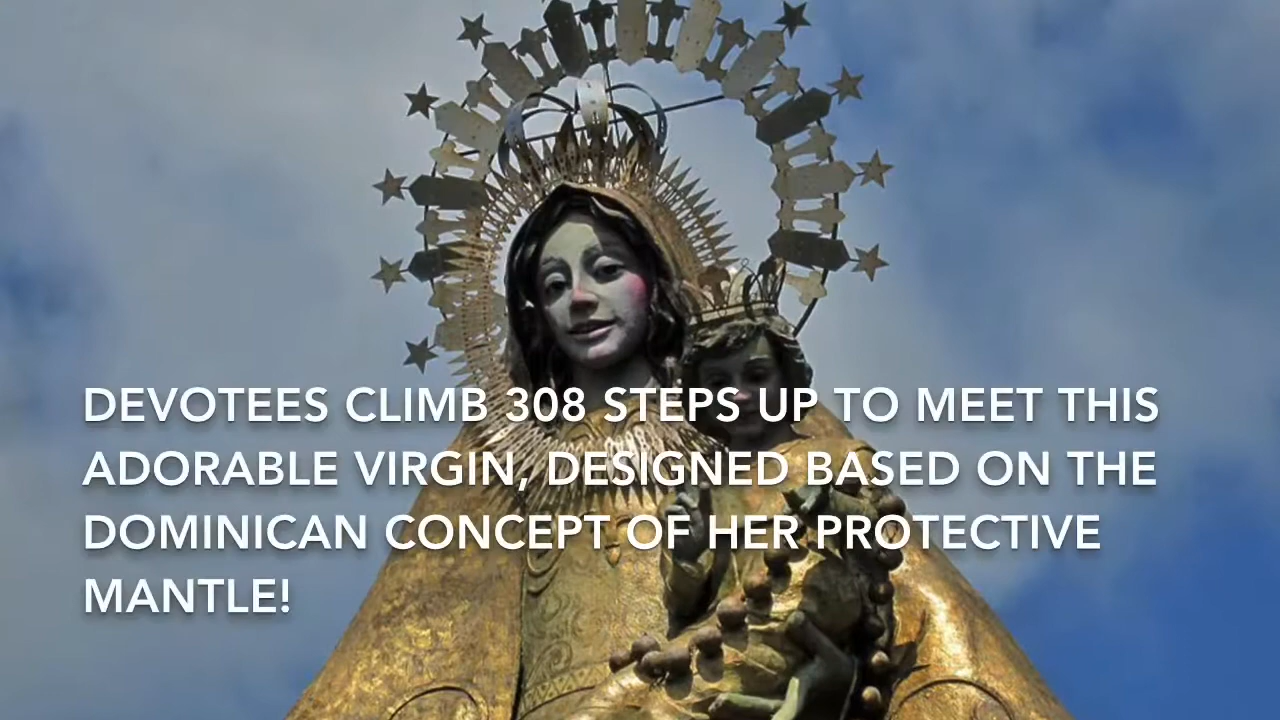 DEVOTEES CLIMB 308 STEPS UP TO MEET THIS
ADORABLE VIRGIN, DESIGNED BASED ON THE
DOMINICAN CONCEPT OF HER PROTECTIVE
MANTLE!